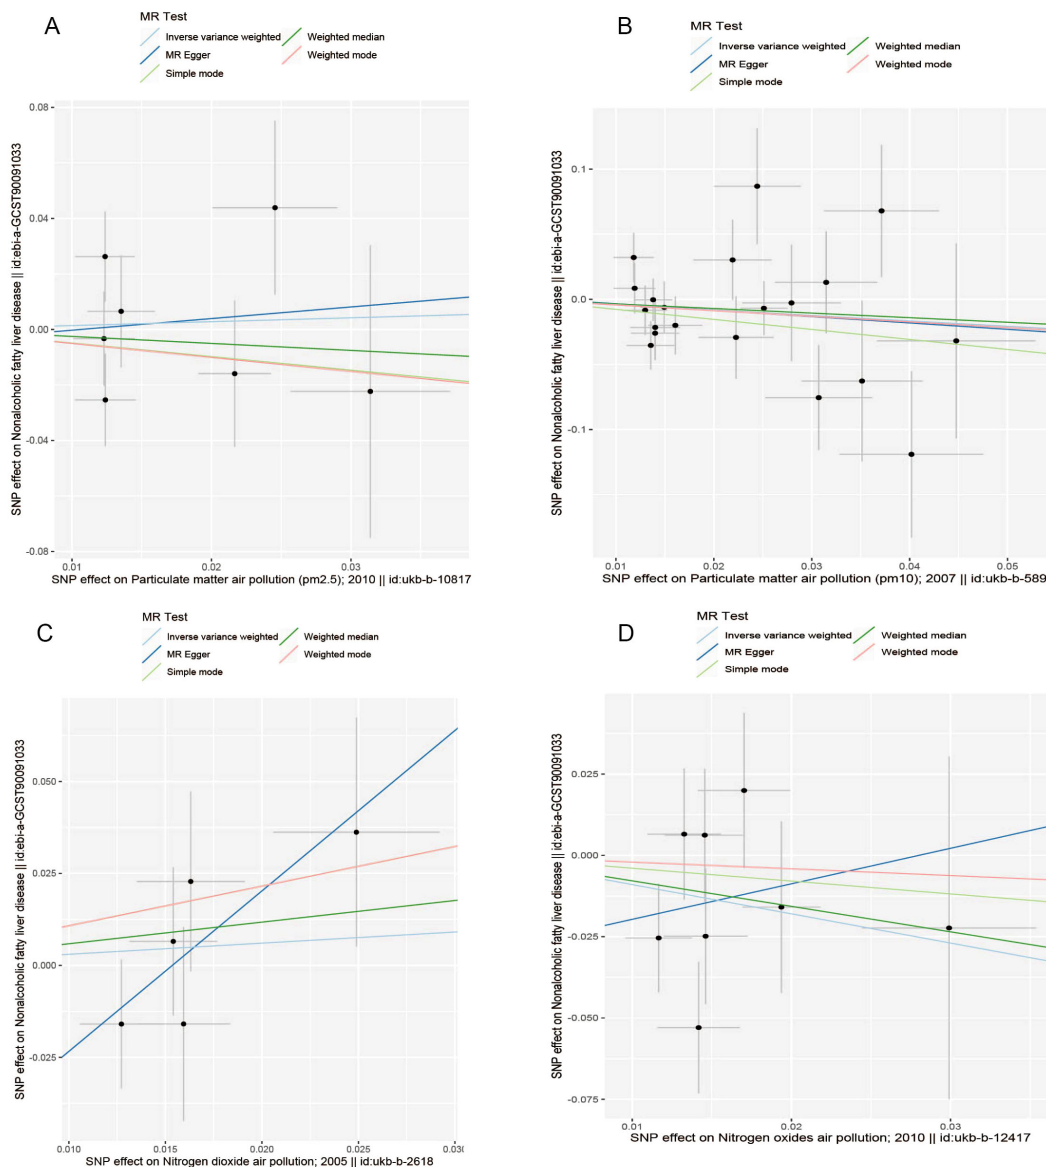 A
MR Test
Inverse variance weighted
Weighted median
MR Egger
Weighted mode
Simple mode
0.08
0.04
0.00
-0.04
-0.08
SNP effect on Nonalcoholic fatty liver disease || id:ebi-a-GCST90091033
0.01
0.02
0.03
SNP effect on Particulate matter air pollution (pm2.5); 2010 || id:ukb-b-10817
B
MR Test
Inverse variance weighted
Weighted median
MR Egger
Weighted mode
Simple mode
0.1
0.0
-0.1
SNP effect on Nonalcoholic fatty liver disease || id:ebi-a-GCST90091033
0.01
0.02
0.03
0.04
0.05
SNP effect on Particulate matter air pollution (pm10); 2007 || id:ukb-b-589
C
MR Test
Inverse variance weighted
Weighted median
MR Egger
Weighted mode
Simple mode
0.050
0.025
0.000
-0.025
SNP effect on Nonalcoholic fatty liver disease || id:ebi-a-GCST90091033
0.010
0.015
0.020
0.025
0.030
SNP effect on Nitrogen dioxide air pollution; 2005 || id:ukb-b-2618
D
MR Test
Inverse variance weighted
Weighted median
MR Egger
Weighted mode
Simple mode
0.025
0.000
-0.025
-0.050
-0.075
SNP effect on Nonalcoholic fatty liver disease || id:ebi-a-GCST90091033
0.01
0.02
0.03
SNP effect on Nitrogen oxides air pollution; 2010 || id:ukb-b-12417